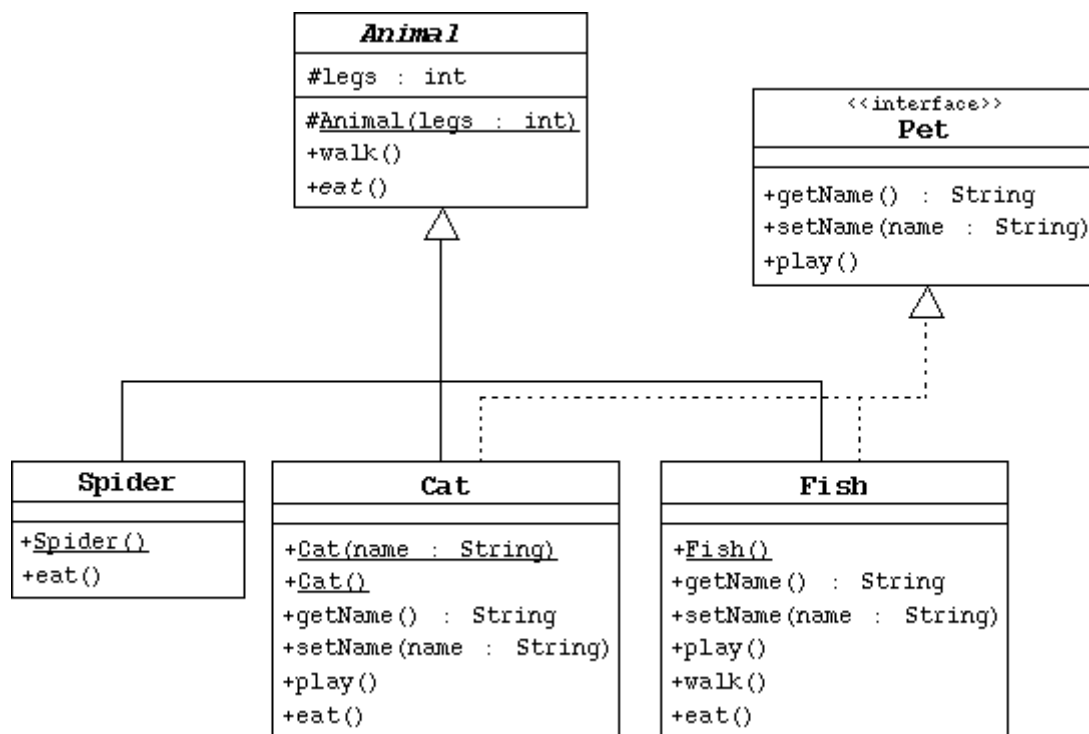 Animal
#legs : int
#Animal(legs : int)
+walk()
+eat()
<<interface>>
Pet
+getName() : String
+setName(name : String)
+play()
Spider
+Spider()
+eat()
Cat
+Cat(name : String)
+Cat()
+getName() : String
+setName(name : String)
+play()
+eat()
Fish
+Fish()
+getName() : String
+setName(name : String)
+play()
+walk()
+eat()